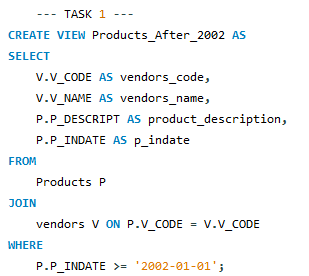 --- TASK 1 ---
CREATE VIEW Products_After_2002 AS
SELECT
V.V_CODE AS vendors_code,
V.V_NAME AS vendors_name,
P.P_DESCRIPT AS product_description,
P.P_INDATE AS p_indate
FROM
Products P
JOIN
vendors V ON P.V_CODE = V.V_CODE
WHERE
P.P_INDATE >= '2002-01-01';